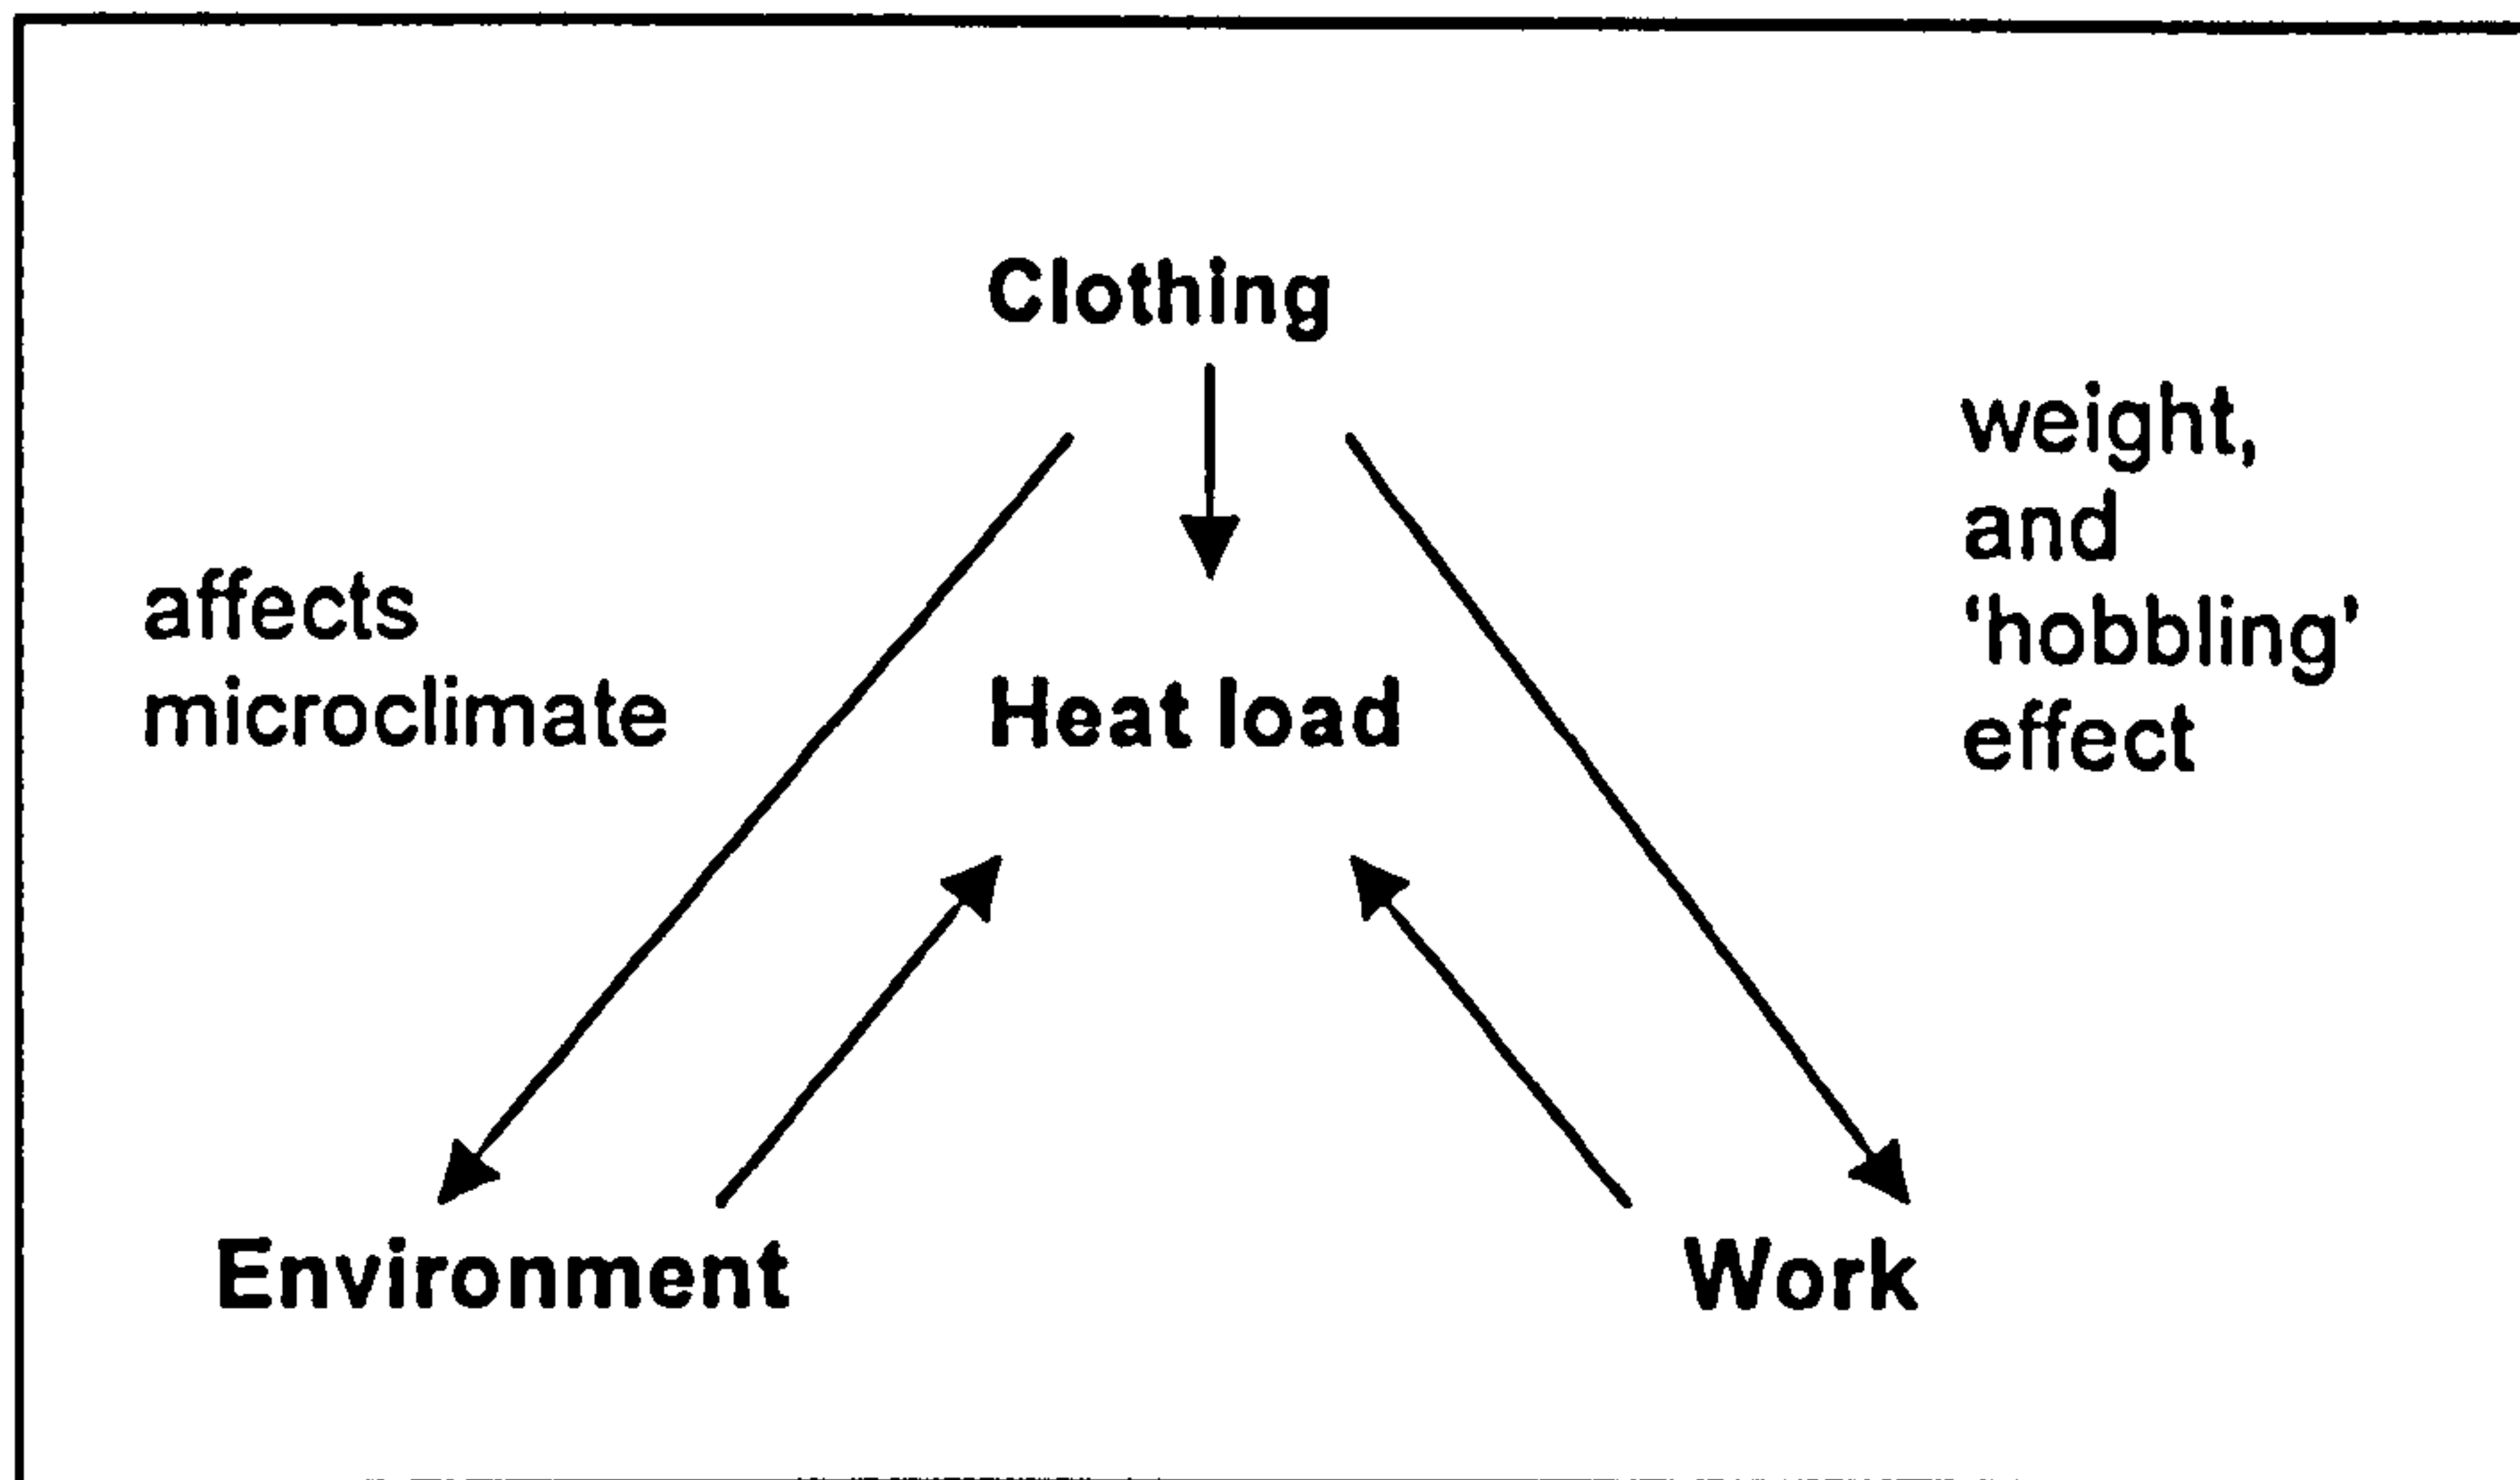 Clothing
weight,
and
‘hobbling’
effect
affects
microclimate
Heat load
Environment
Work